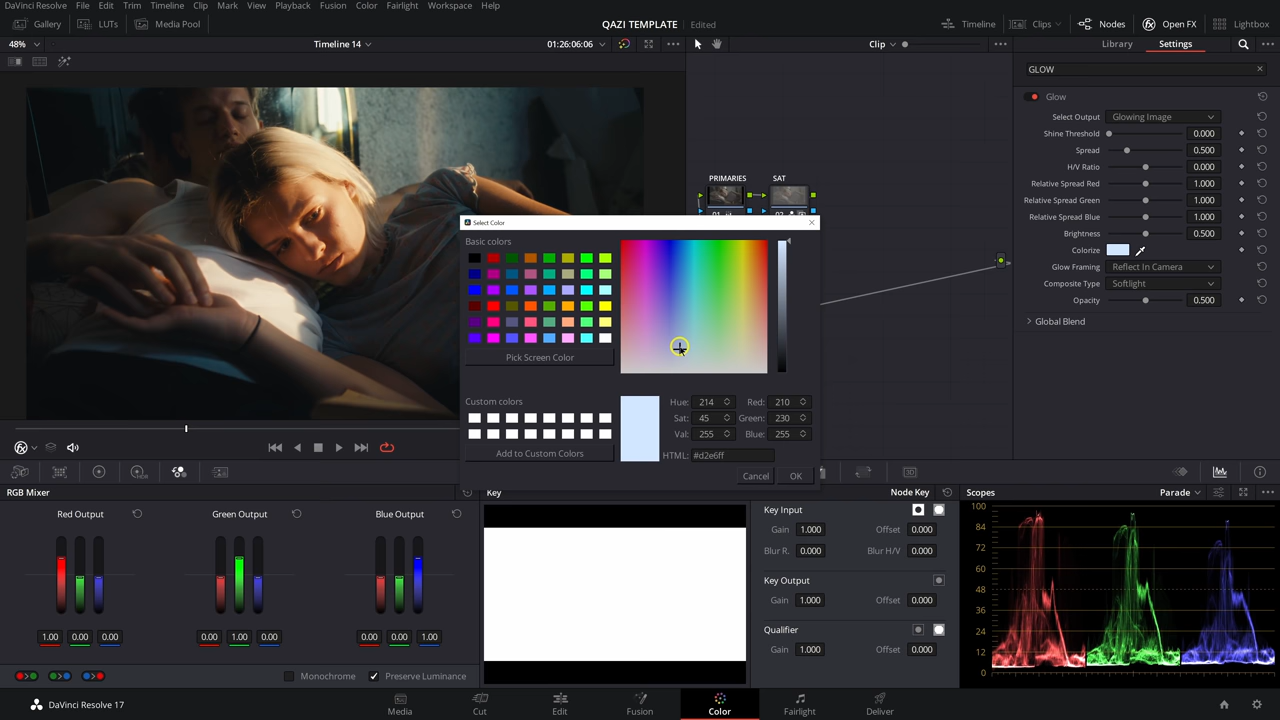 DaVinci Resolve File Edit Trim Timeline Clip Mark View Playback Fusion Color Fairlight Workspace Help
Gallery LUTs Media Pool QAZI TEMPLATE Edited Timeline Clips Nodes Open FX Lightbox
48% Timeline 14 01:26:06:06 Clip Library Settings
GLOW
Glow
Select Output Glowing Image
Shine Threshold 0.000
Spread 0.500
H/V Ratio 0.000
Relative Spread Red 1.000
Relative Spread Green 1.000
Relative Spread Blue 1.000
Brightness 0.500
Colorize
Glow Framing Reflect In Camera
Composite Type Softlight
Opacity 0.500
Global Blend
PRIMARIES SAT
Select Color
Basic colors
Pick Screen Color
Custom colors
Add to Custom Colors
Hue: 214 Red: 210
Sat: 45 Green: 230
Val: 255 Blue: 255
HTML: #d2e6ff
Cancel OK
RGB Mixer Key Node Key Scopes Parade
Red Output Green Output Blue Output
1.00 0.00 0.00 0.00 1.00 0.00 0.00 0.00 1.00
Monochrome Preserve Luminance
Key Input
Gain 1.000 Offset 0.000
Blur R. 0.000 Blur H/V 0.000
Key Output
Gain 1.000 Offset 0.000
Qualifier
Gain 1.000 Offset 0.000
100
84
72
60
48
36
24
12
0
DaVinci Resolve 17 Media Cut Edit Fusion Color Fairlight Deliver